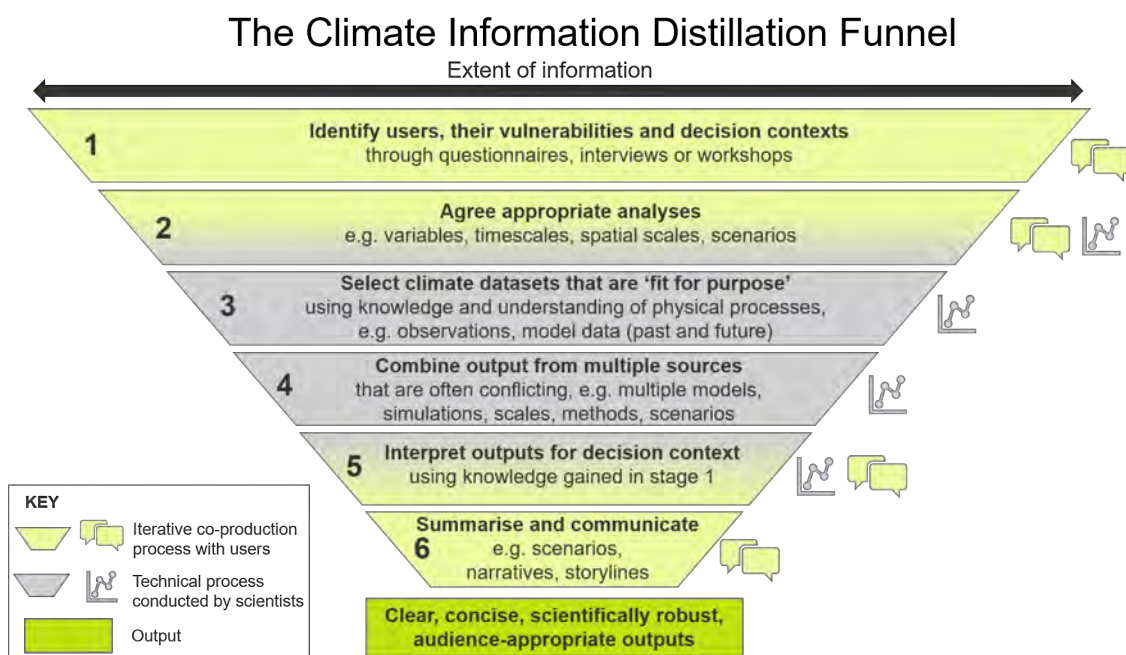 The Climate Information Distillation Funnel
Extent of information
1
Identify users, their vulnerabilities and decision contexts
through questionnaires, interviews or workshops
2
Agree appropriate analyses
e.g. variables, timescales, spatial scales, scenarios
3
Select climate datasets that are ‘fit for purpose’
using knowledge and understanding of physical processes,
e.g. observations, model data (past and future)
4
Combine output from multiple sources
that are often conflicting, e.g. multiple models,
simulations, scales, methods, scenarios
5
Interpret outputs for decision context
using knowledge gained in stage 1
6
Summarise and communicate
e.g. scenarios,
narratives, storylines
Clear, concise, scientifically robust,
audience-appropriate outputs
KEY
Iterative co-production
process with users
Technical process
conducted by scientists
Output